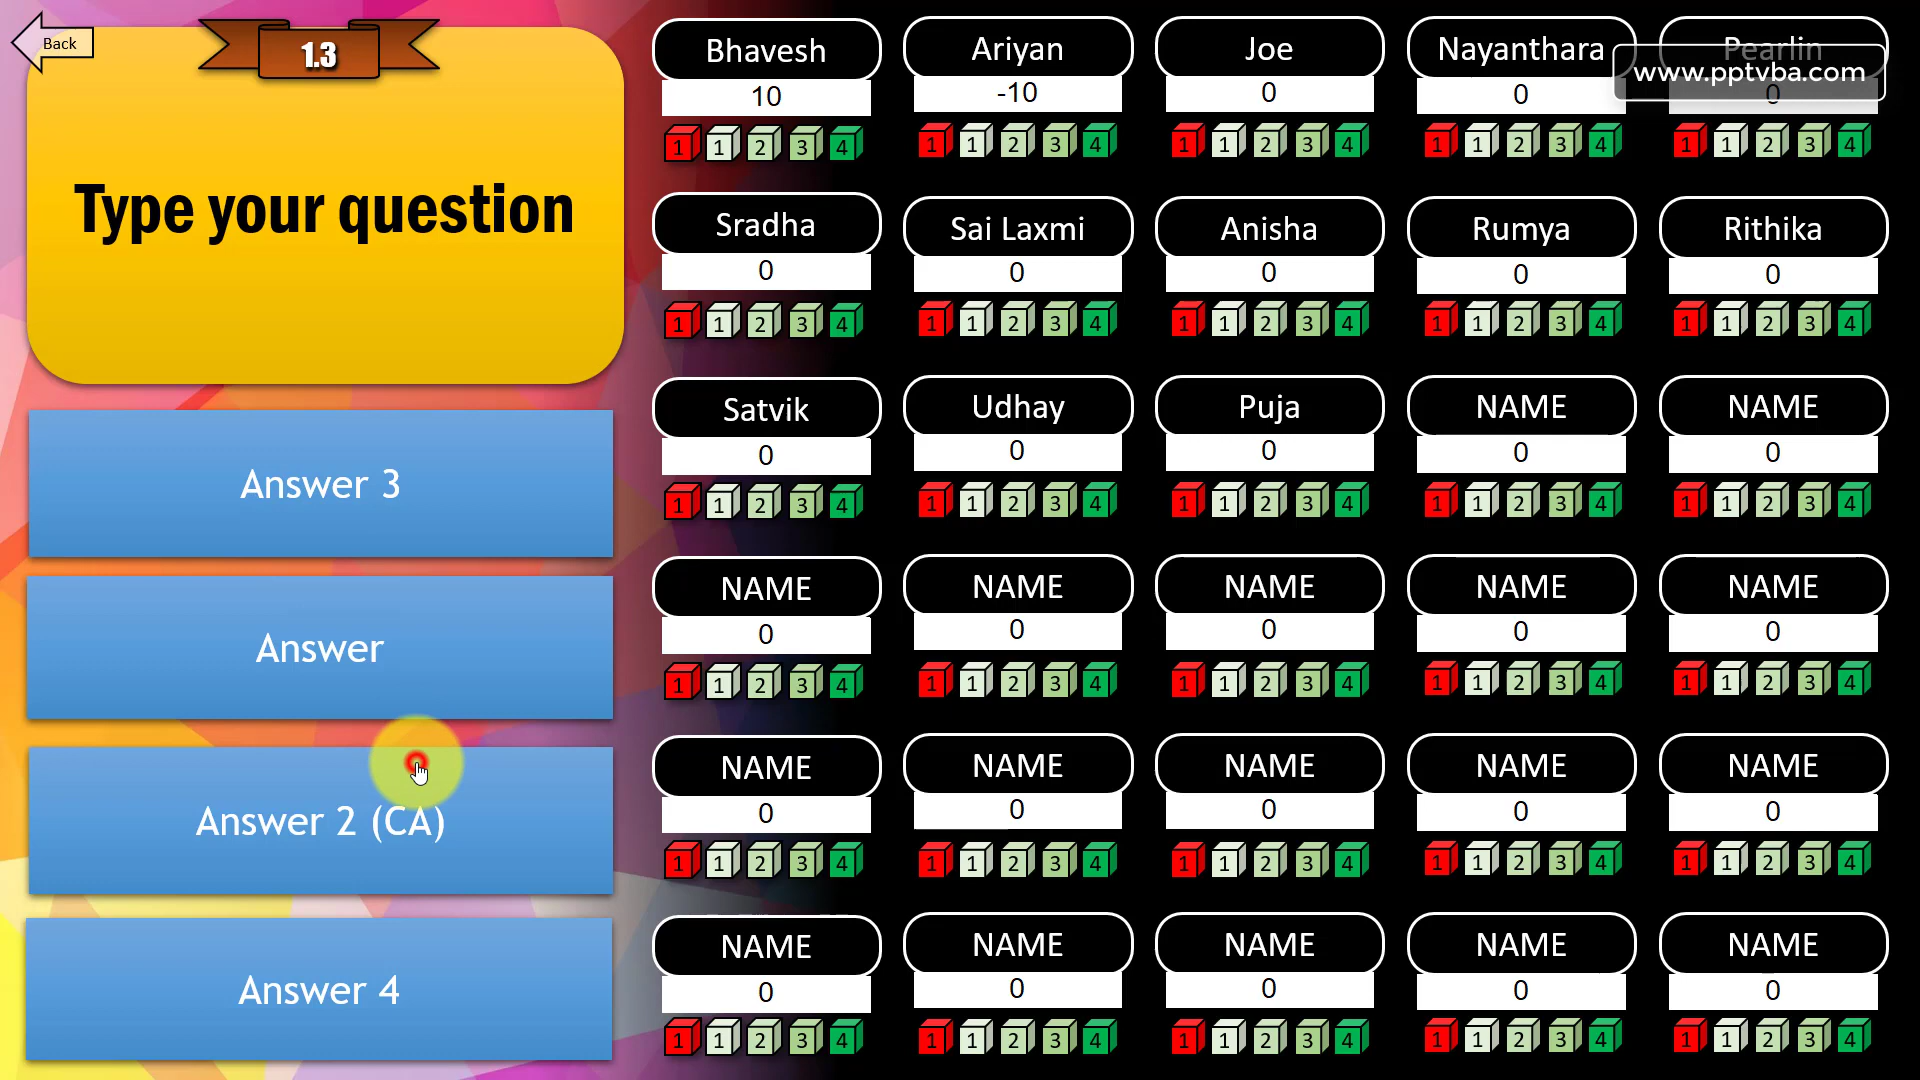 Back
1.3
Type your question
Answer 3
Answer
Answer 2 (CA)
Answer 4
www.pptvba.com
Bhavesh Ariyan Joe Nayanthara Pearlin
10 -10 0 0 0
1 1 2 3 4 1 1 2 3 4 1 1 2 3 4 1 1 2 3 4 1 1 2 3 4
Sradha Sai Laxmi Anisha Rumya Rithika
0 0 0 0 0
1 1 2 3 4 1 1 2 3 4 1 1 2 3 4 1 1 2 3 4 1 1 2 3 4
Satvik Udhay Puja NAME NAME
0 0 0 0 0
1 1 2 3 4 1 1 2 3 4 1 1 2 3 4 1 1 2 3 4 1 1 2 3 4
NAME NAME NAME NAME NAME
0 0 0 0 0
1 1 2 3 4 1 1 2 3 4 1 1 2 3 4 1 1 2 3 4 1 1 2 3 4
NAME NAME NAME NAME NAME
0 0 0 0 0
1 1 2 3 4 1 1 2 3 4 1 1 2 3 4 1 1 2 3 4 1 1 2 3 4
NAME NAME NAME NAME NAME
0 0 0 0 0
1 1 2 3 4 1 1 2 3 4 1 1 2 3 4 1 1 2 3 4 1 1 2 3 4